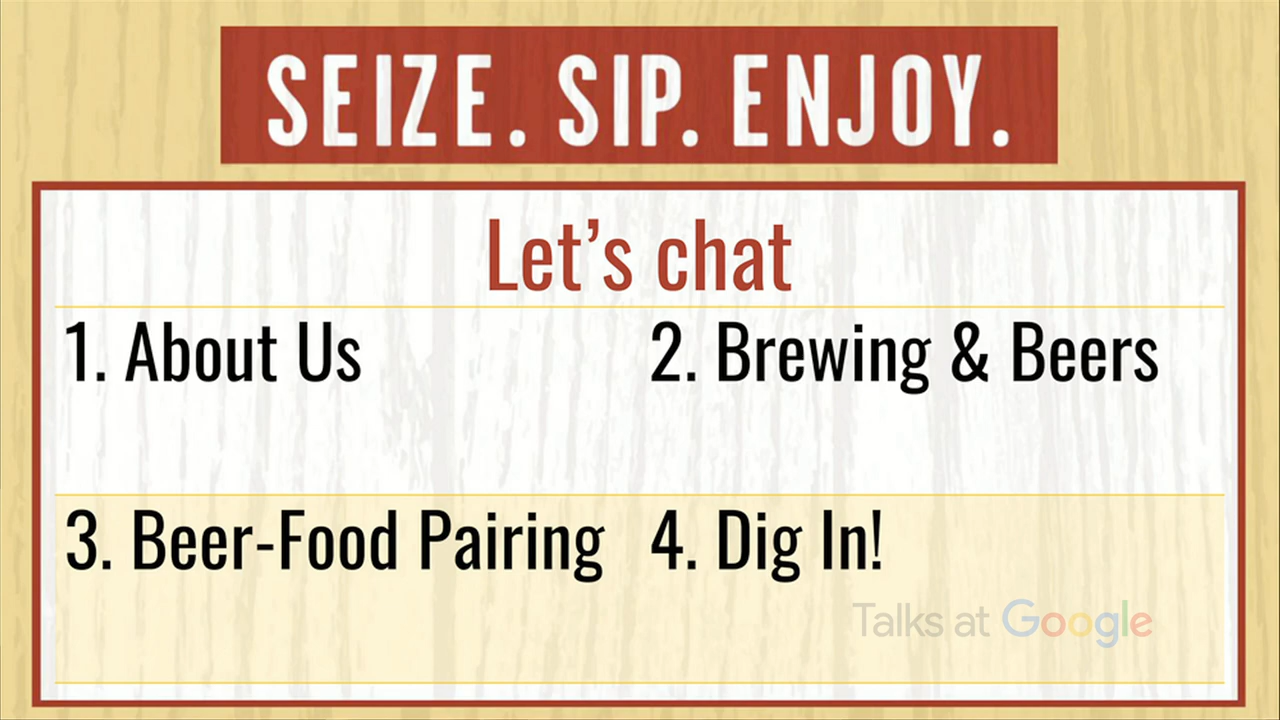 SEIZE. SIP. ENJOY.
Let’s chat
1. About Us
2. Brewing & Beers
3. Beer-Food Pairing
4. Dig In!
Talks at Google